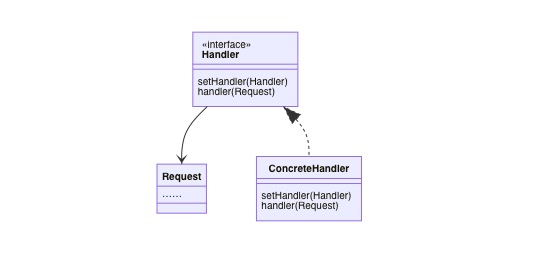 «interface»
Handler
setHandler(Handler)
handler(Request)
Request
......
ConcreteHandler
setHandler(Handler)
handler(Request)